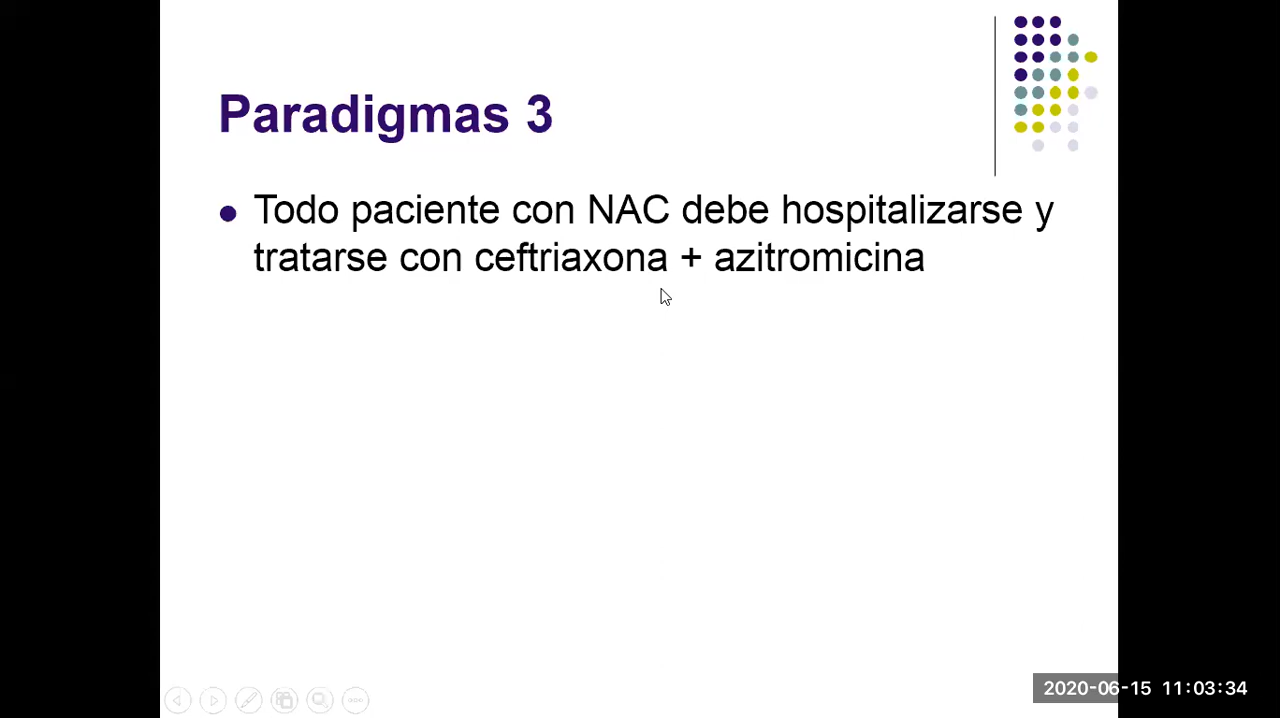 Paradigmas 3
Todo paciente con NAC debe hospitalizarse y
tratarse con ceftriaxona + azitromicina
2020-06-15 11:03:34